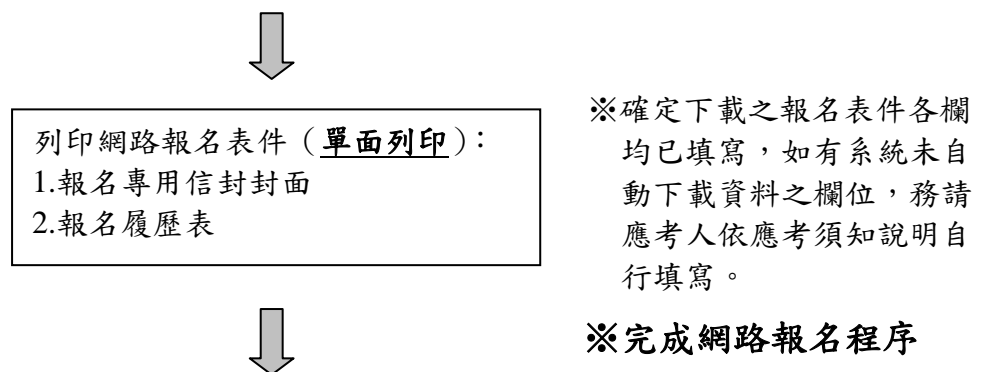 列印網路報名表件（單面列印）：
1.報名專用信封封面
2.報名履歷表
※確定下載之報名表件各欄
均已填寫，如有系統未自
動下載資料之欄位，務請
應考人依應考須知說明自
行填寫。
※完成網路報名程序